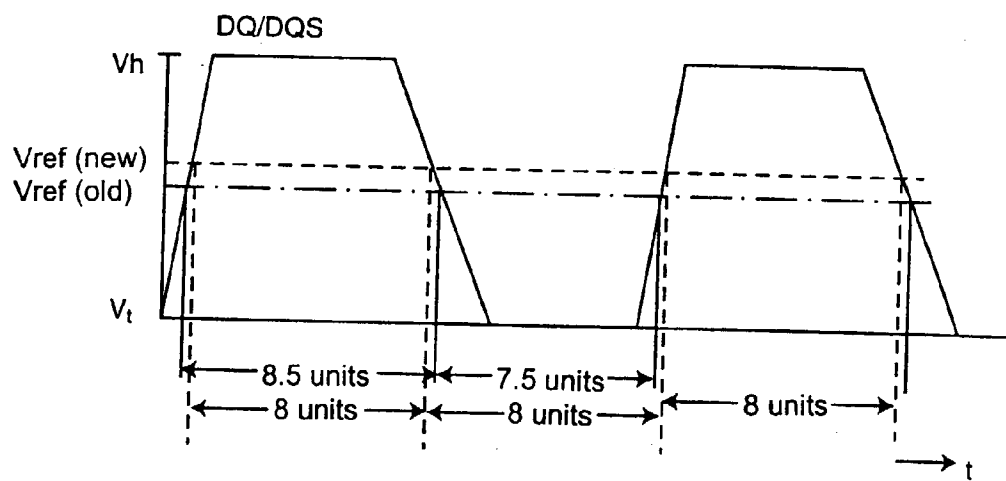 DQ/DQS
Vh
Vref (new)
Vref (old)
Vt
8.5 units
7.5 units
8 units
8 units
8 units
t